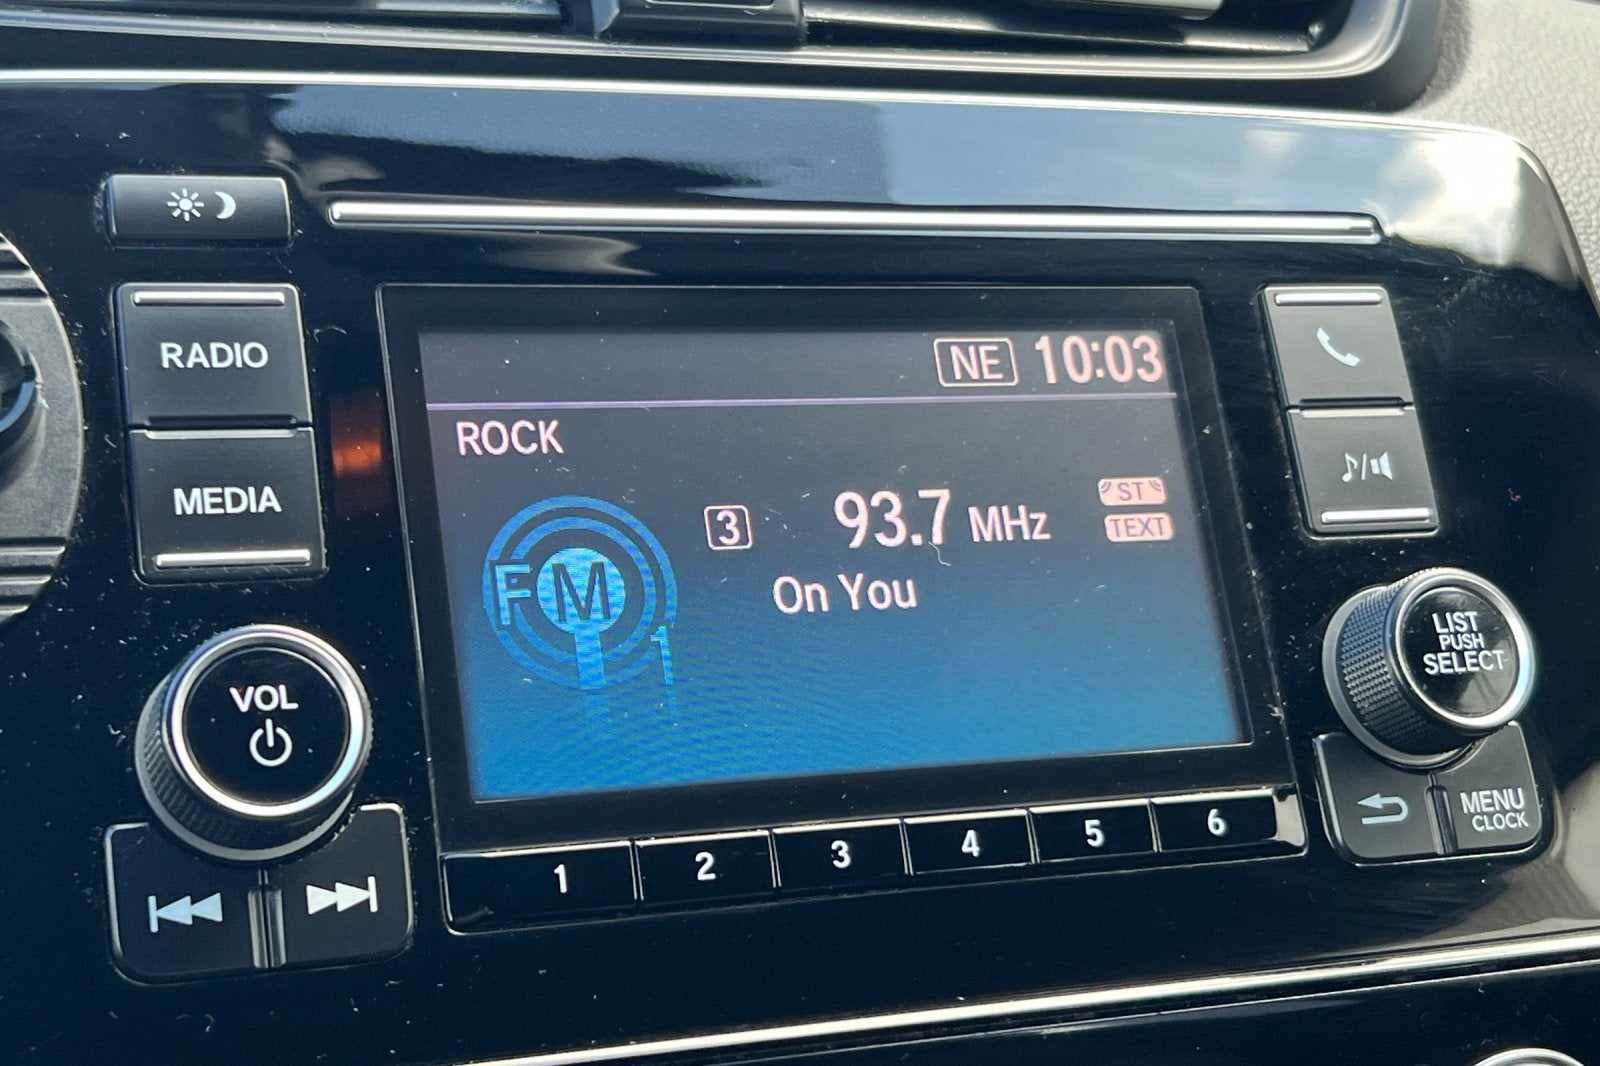 NE 10:03
RADIO
ROCK
MEDIA
3 93.7 MHz
ST
TEXT
FM
1
On You
LIST
PUSH
SELECT
VOL
1 2 3 4 5 6
MENU
CLOCK